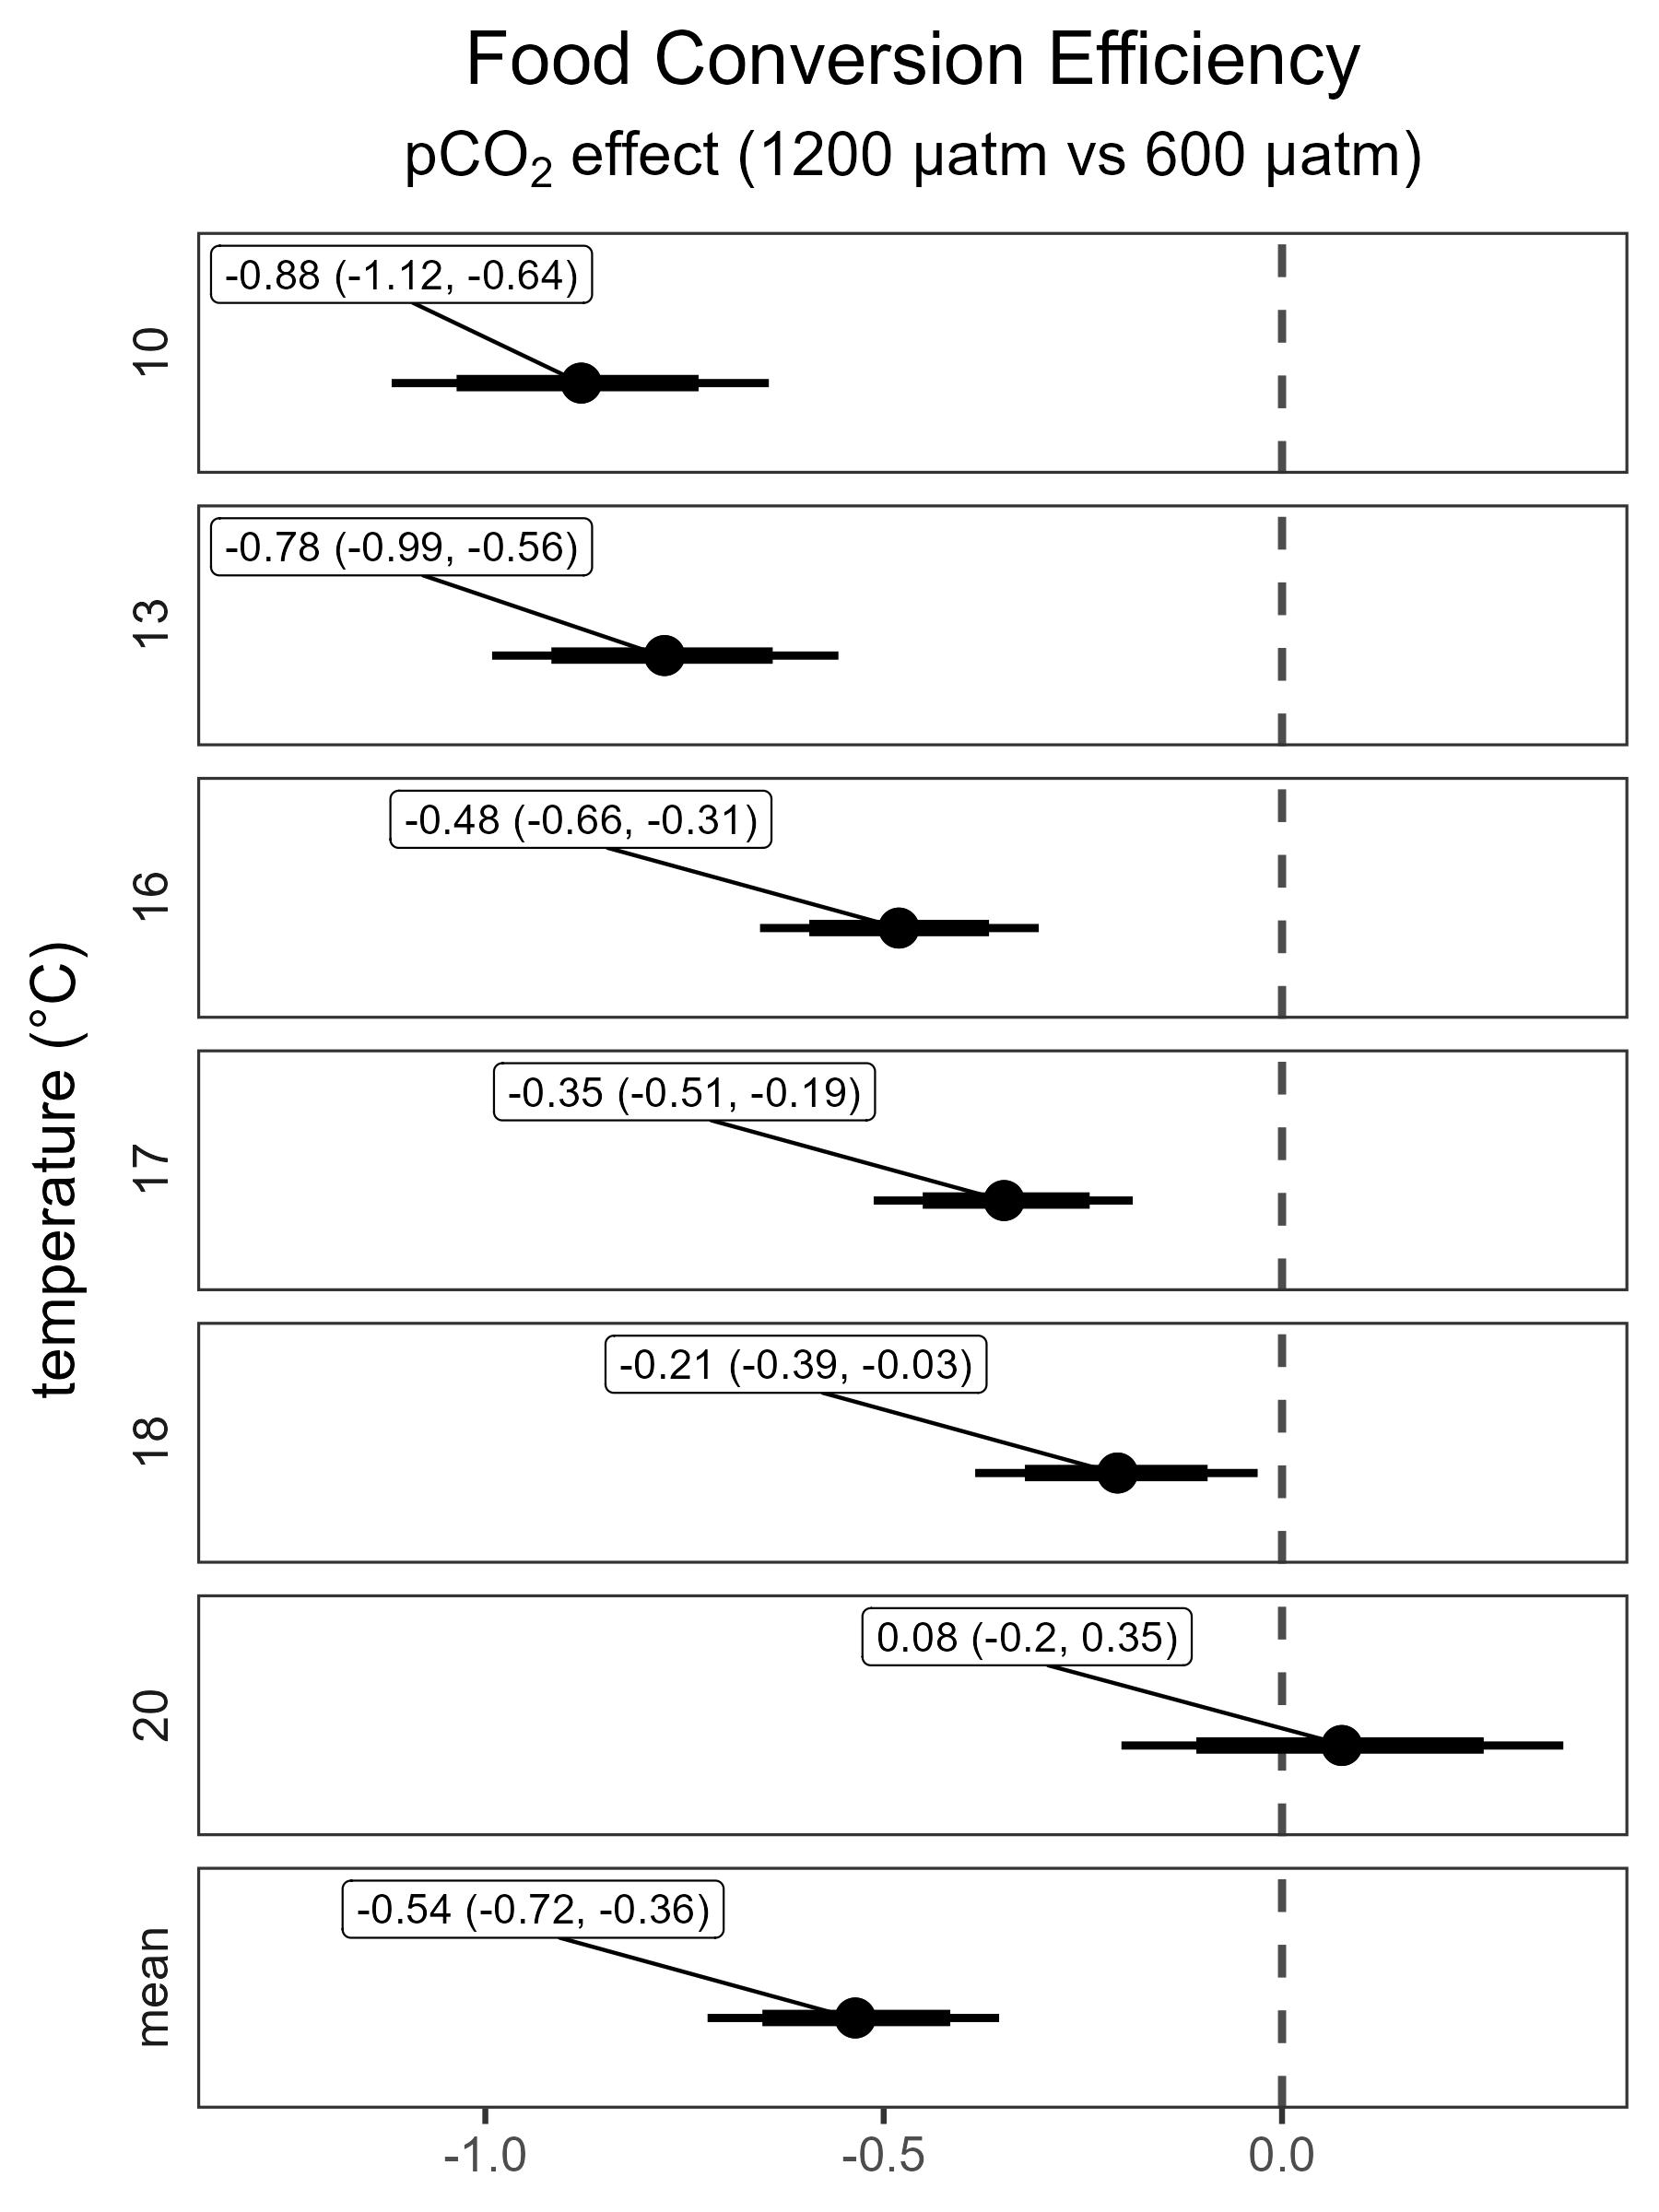 Food Conversion Efficiency
pCO₂ effect (1200 µatm vs 600 µatm)
temperature (°C)
10
-0.88 (-1.12, -0.64)
13
-0.78 (-0.99, -0.56)
16
-0.48 (-0.66, -0.31)
17
-0.35 (-0.51, -0.19)
18
-0.21 (-0.39, -0.03)
20
0.08 (-0.2, 0.35)
mean
-0.54 (-0.72, -0.36)
-1.0 -0.5 0.0